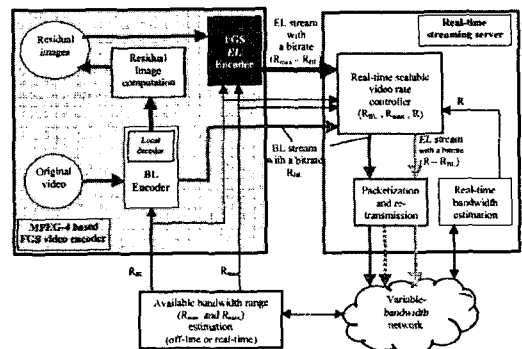 Residual
images
FGS
EL
Encoder
EL stream
with a
bitrate
(Rmax − RBL)
Real-time
streaming server
Residual
Image
computation
Real-time scalable
video rate
controller
(RBL, Rmax, R)
R
Local
decoder
BL
Encoder
Original
video
BL stream
with a bitrate
RBL
EL stream
with a bitrate
(R − RBL)
Packetization
and re-
transmission
Real-time
bandwidth
estimation
MPEG-4 based
FGS video encoder
RBL
Rmax
Available bandwidth range
(Rmax and Rmin)
estimation
(off-line or real-time)
Variable-
bandwidth
network